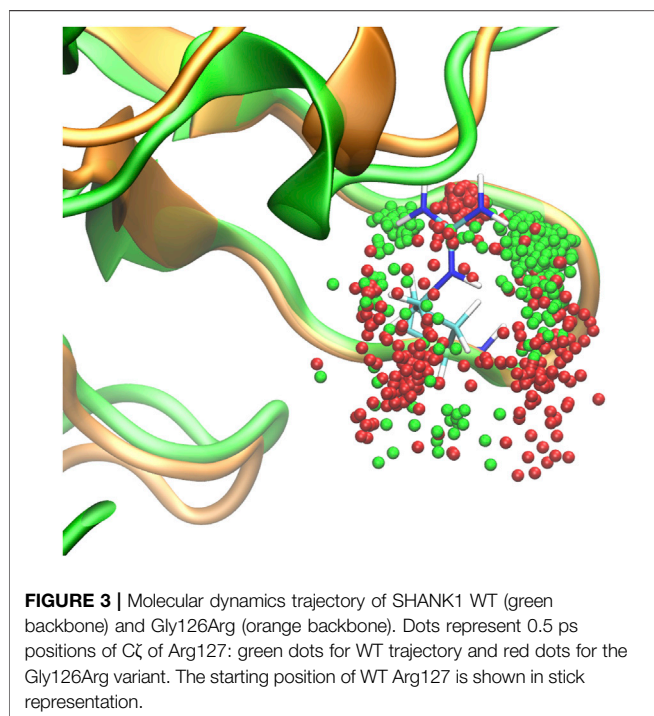 FIGURE 3 | Molecular dynamics trajectory of SHANK1 WT (green
backbone) and Gly126Arg (orange backbone). Dots represent 0.5 ps
positions of Cζ of Arg127: green dots for WT trajectory and red dots for the
Gly126Arg variant. The starting position of WT Arg127 is shown in stick
representation.